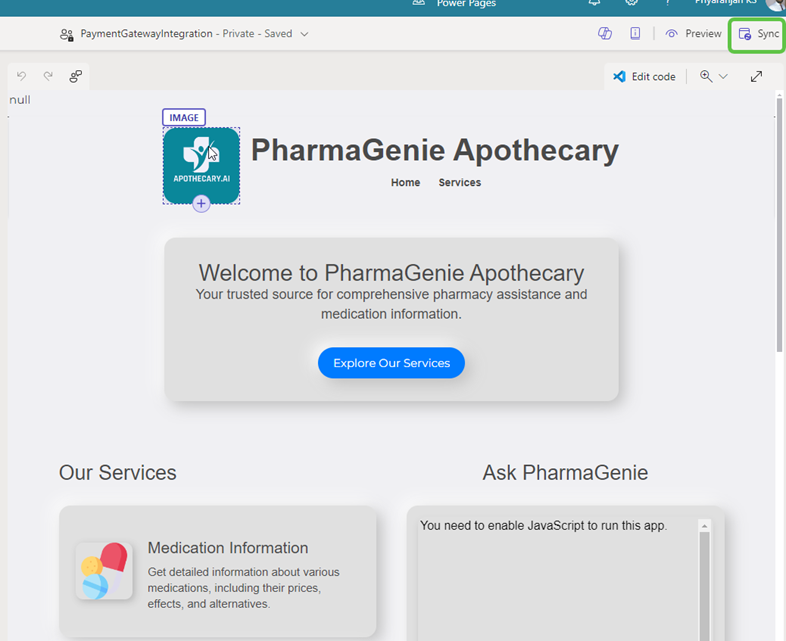 Power Pages
Priyaranjan KS
PaymentGatewayIntegration - Private - Saved
Preview
Sync
Edit code
null
IMAGE
APOTHECARY.AI
PharmaGenie Apothecary
Home Services
Welcome to PharmaGenie Apothecary
Your trusted source for comprehensive pharmacy assistance and
medication information.
Explore Our Services
Our Services
Ask PharmaGenie
Medication Information
Get detailed information about various
medications, including their prices,
effects, and alternatives.
You need to enable JavaScript to run this app.